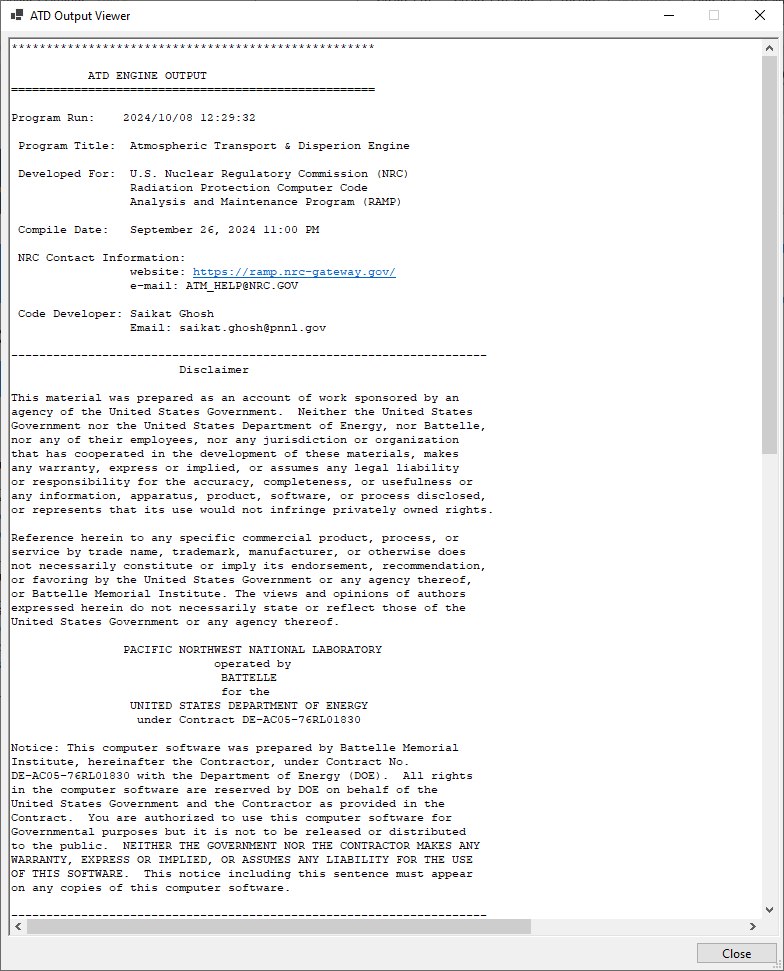 ATD Output Viewer
****************************************************
ATD ENGINE OUTPUT
====================================================
Program Run:    2024/10/08 12:29:32
Program Title:  Atmospheric Transport & Disperion Engine
Developed For:  U.S. Nuclear Regulatory Commission (NRC)
Radiation Protection Computer Code
Analysis and Maintenance Program (RAMP)
Compile Date:   September 26, 2024 11:00 PM
NRC Contact Information:
website: https://ramp.nrc-gateway.gov/
e-mail: ATM_HELP@NRC.GOV
Code Developer: Saikat Ghosh
Email: saikat.ghosh@pnnl.gov
--------------------------------------------------------------------
Disclaimer
This material was prepared as an account of work sponsored by an
agency of the United States Government.  Neither the United States
Government nor the United States Department of Energy, nor Battelle,
nor any of their employees, nor any jurisdiction or organization
that has cooperated in the development of these materials, makes
any warranty, express or implied, or assumes any legal liability
or responsibility for the accuracy, completeness, or usefulness or
any information, apparatus, product, software, or process disclosed,
or represents that its use would not infringe privately owned rights.
Reference herein to any specific commercial product, process, or
service by trade name, trademark, manufacturer, or otherwise does
not necessarily constitute or imply its endorsement, recommendation,
or favoring by the United States Government or any agency thereof,
or Battelle Memorial Institute. The views and opinions of authors
expressed herein do not necessarily state or reflect those of the
United States Government or any agency thereof.
PACIFIC NORTHWEST NATIONAL LABORATORY
operated by
BATTELLE
for the
UNITED STATES DEPARTMENT OF ENERGY
under Contract DE-AC05-76RL01830
Notice: This computer software was prepared by Battelle Memorial
Institute, hereinafter the Contractor, under Contract No.
DE-AC05-76RL01830 with the Department of Energy (DOE).  All rights
in the computer software are reserved by DOE on behalf of the
United States Government and the Contractor as provided in the
Contract.  You are authorized to use this computer software for
Governmental purposes but it is not to be released or distributed
to the public.  NEITHER THE GOVERNMENT NOR THE CONTRACTOR MAKES ANY
WARRANTY, EXPRESS OR IMPLIED, OR ASSUMES ANY LIABILITY FOR THE USE
OF THIS SOFTWARE.  This notice including this sentence must appear
on any copies of this computer software.
--------------------------------------------------------------------
Close